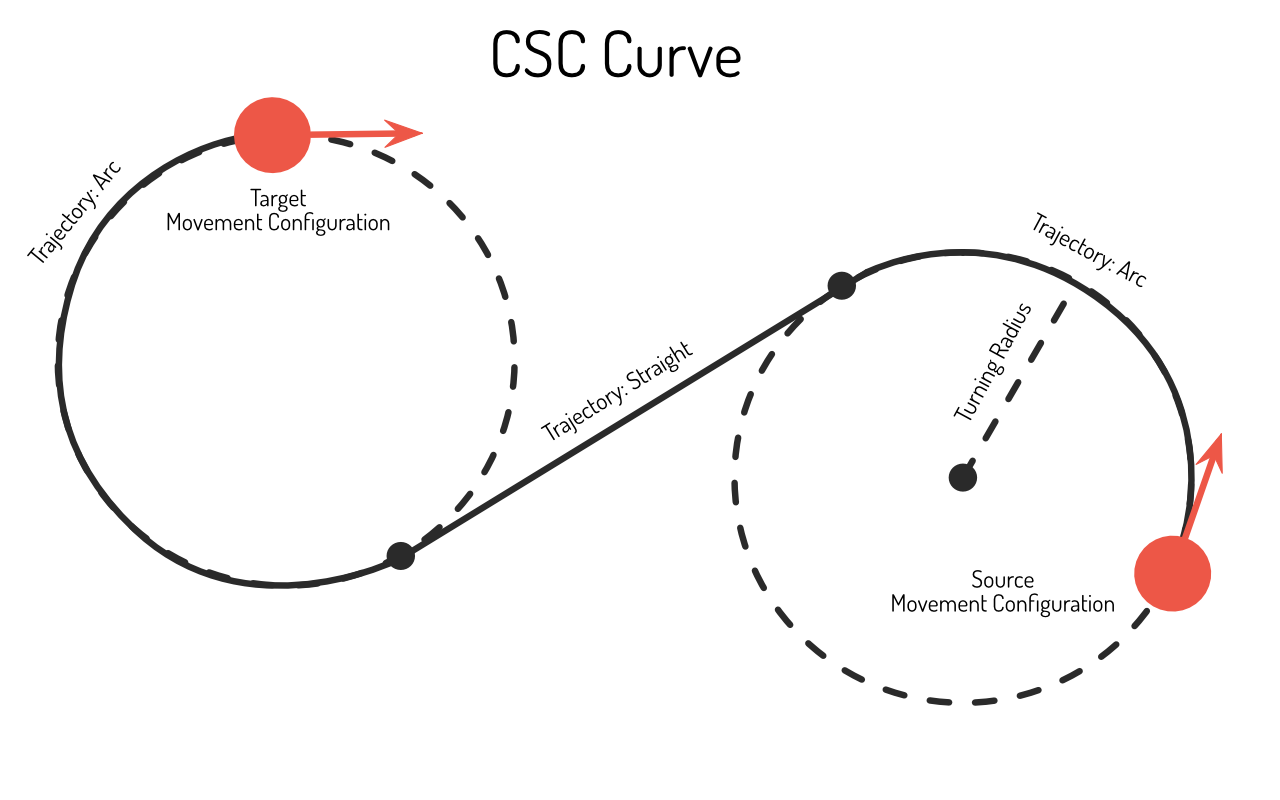 CSC Curve
Trajectory: Arc
Target
Movement Configuration
Trajectory: Straight
Trajectory: Arc
Turning Radius
Source
Movement Configuration